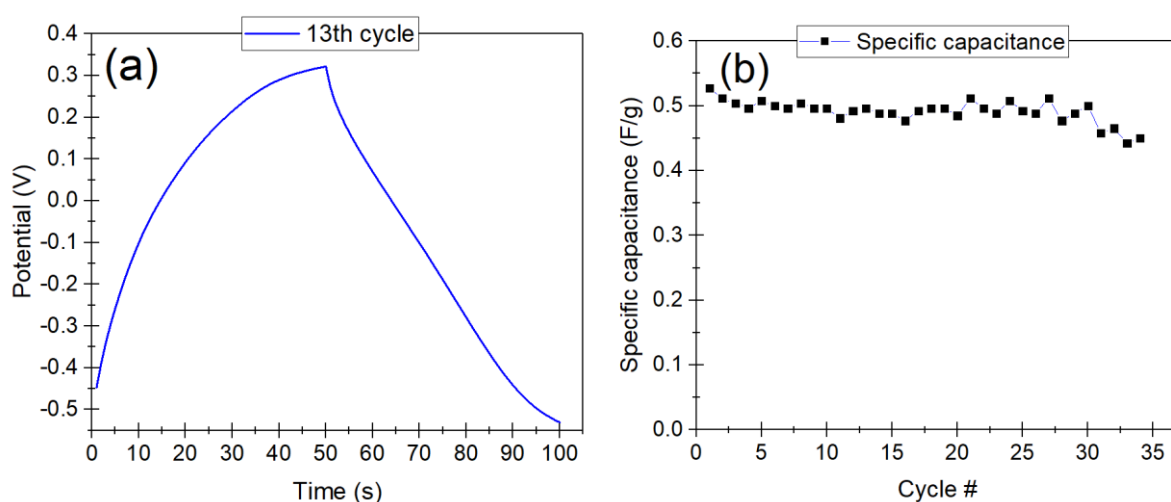 13th cycle
(a)
0.4
0.3
0.2
0.1
0.0
-0.1
-0.2
-0.3
-0.4
-0.5
Potential (V)
0 10 20 30 40 50 60 70 80 90 100
Time (s)
Specific capacitance
(b)
0.6
0.5
0.4
0.3
0.2
0.1
0.0
Specific capacitance (F/g)
0 5 10 15 20 25 30 35
Cycle #